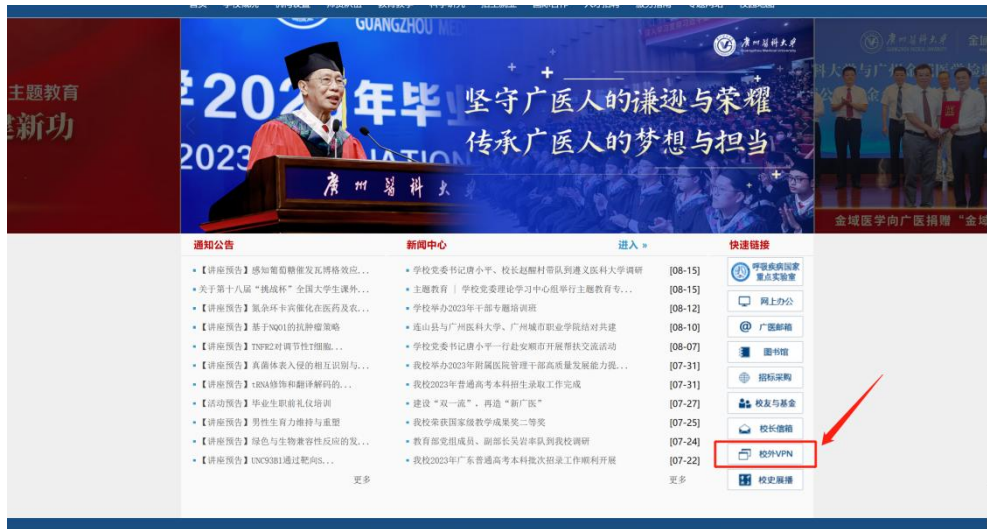 主题教育
建新功
GUANGZHOU ME
2023
年毕
2023
ATION
廣州醫科大
廣州醫科大學
坚守广医人的谦逊与荣耀
传承广医人的梦想与担当
廣州醫科大學
金域医学向广医捐赠“金域
通知公告
【讲座预告】感知葡萄糖催发瓦博格效应...
关于第十八届“挑战杯”全国大学生课外...
【讲座预告】氮杂环卡宾催化在医药及农...
【讲座预告】基于NQO1的抗肿瘤策略
【讲座预告】TNFR2对调节性T细胞...
【讲座预告】真菌体表入侵的相互识别与...
【讲座预告】tRNA修饰和翻译解码的...
【活动预告】毕业生职前礼仪培训
【讲座预告】男性生育力维持与重塑
【讲座预告】绿色与生物兼容性反应的发...
【讲座预告】UNC93B1通过靶向S...
更多
新闻中心 进入 »
学校党委书记唐小平、校长赵醒村带队到遵义医科大学调研 [08-15]
主题教育 | 学校党委理论学习中心组举行主题教育专... [08-15]
学校举办2023年干部专题培训班 [08-12]
连山县与广州医科大学、广州城市职业学院结对共建 [08-10]
学校党委书记唐小平一行赴安顺市开展帮扶交流活动 [08-07]
我校举办2023年附属医院管理干部高质量发展能力提... [07-31]
我校2023年普通高考本科招生录取工作完成 [07-31]
建设“双一流”，再造“新广医” [07-27]
我校荣获国家级教学成果奖二等奖 [07-25]
教育部党组成员、副部长吴岩率队到我校调研 [07-24]
我校2023年广东普通高考本科批次招录工作顺利开展 [07-22]
更多
快速链接
呼吸疾病国家
重点实验室
网上办公
广医邮箱
图书馆
招标采购
校友与基金
校长信箱
校外VPN
校史展播